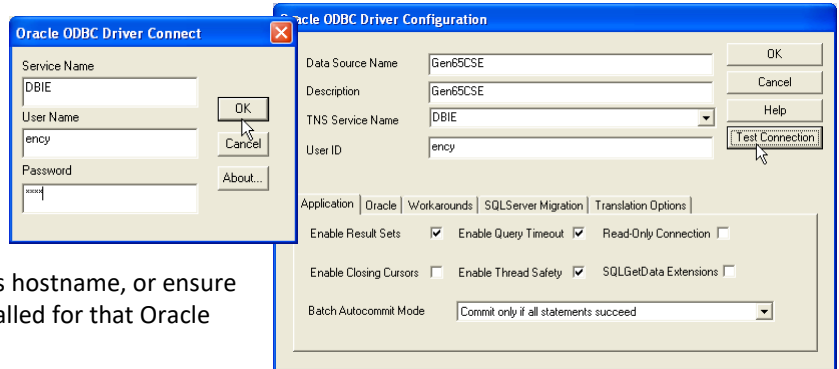 Oracle ODBC Driver Connect
Service Name
DBIE
User Name
ency
Password
xxxx
OK
Cancel
About...
Oracle ODBC Driver Configuration
Data Source Name Gen65CSE
Description Gen65CSE
TNS Service Name DBIE
User ID ency
OK
Cancel
Help
Test Connection
Application Oracle Workarounds SQLServer Migration Translation Options
Enable Result Sets Enable Query Timeout Read-Only Connection
Enable Closing Cursors Enable Thread Safety SQLGetData Extensions
Batch Autocommit Mode Commit only if all statements succeed
s hostname, or ensure
alled for that Oracle